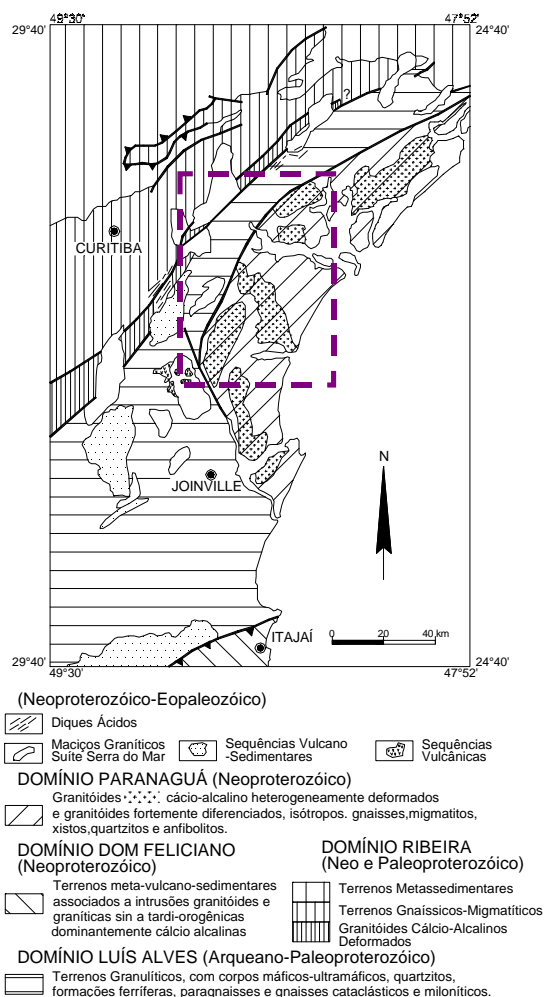 49°30' 47°52'
29°40' 24°40'
?
CURITIBA
N
JOINVILLE
ITAJAÍ
0 20 40 km
29°40' 24°40'
49°30' 47°52'
(Neoproterozóico-Eopaleozóico)
Diques Ácidos
Maciços Graníticos
Suíte Serra do Mar
Sequências Vulcano
-Sedimentares
Sequências
Vulcânicas
DOMÍNIO PARANAGUÁ (Neoproterozóico)
Granitóides cácio-alcalino heterogeneamente deformados
e granitóides fortemente diferenciados, isótropos. gnaisses,migmatitos,
xistos,quartzitos e anfibolitos.
DOMÍNIO DOM FELICIANO
(Neoproterozóico)
Terrenos meta-vulcano-sedimentares
associados a intrusões granitóides e
graníticas sin a tardi-orogênicas
dominantemente cálcio alcalinas
DOMÍNIO RIBEIRA
(Neo e Paleoproterozóico)
Terrenos Metassedimentares
Terrenos Gnaíssicos-Migmatíticos
Granitóides Cálcio-Alcalinos
Deformados
DOMÍNIO LUÍS ALVES (Arqueano-Paleoproterozóico)
Terrenos Granulíticos, com corpos máficos-ultramáficos, quartzitos,
formações ferríferas, paragnaisses e gnaisses cataclásticos e miloníticos.